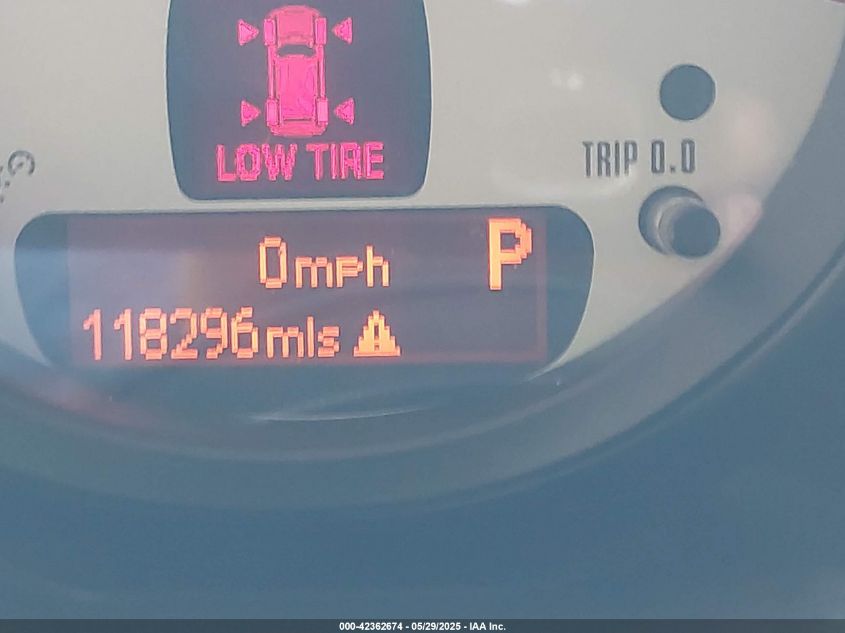 LOW TIRE
TRIP 0.0
0mph P
118296mls
000-42362674 - 05/29/2025 - IAA Inc.